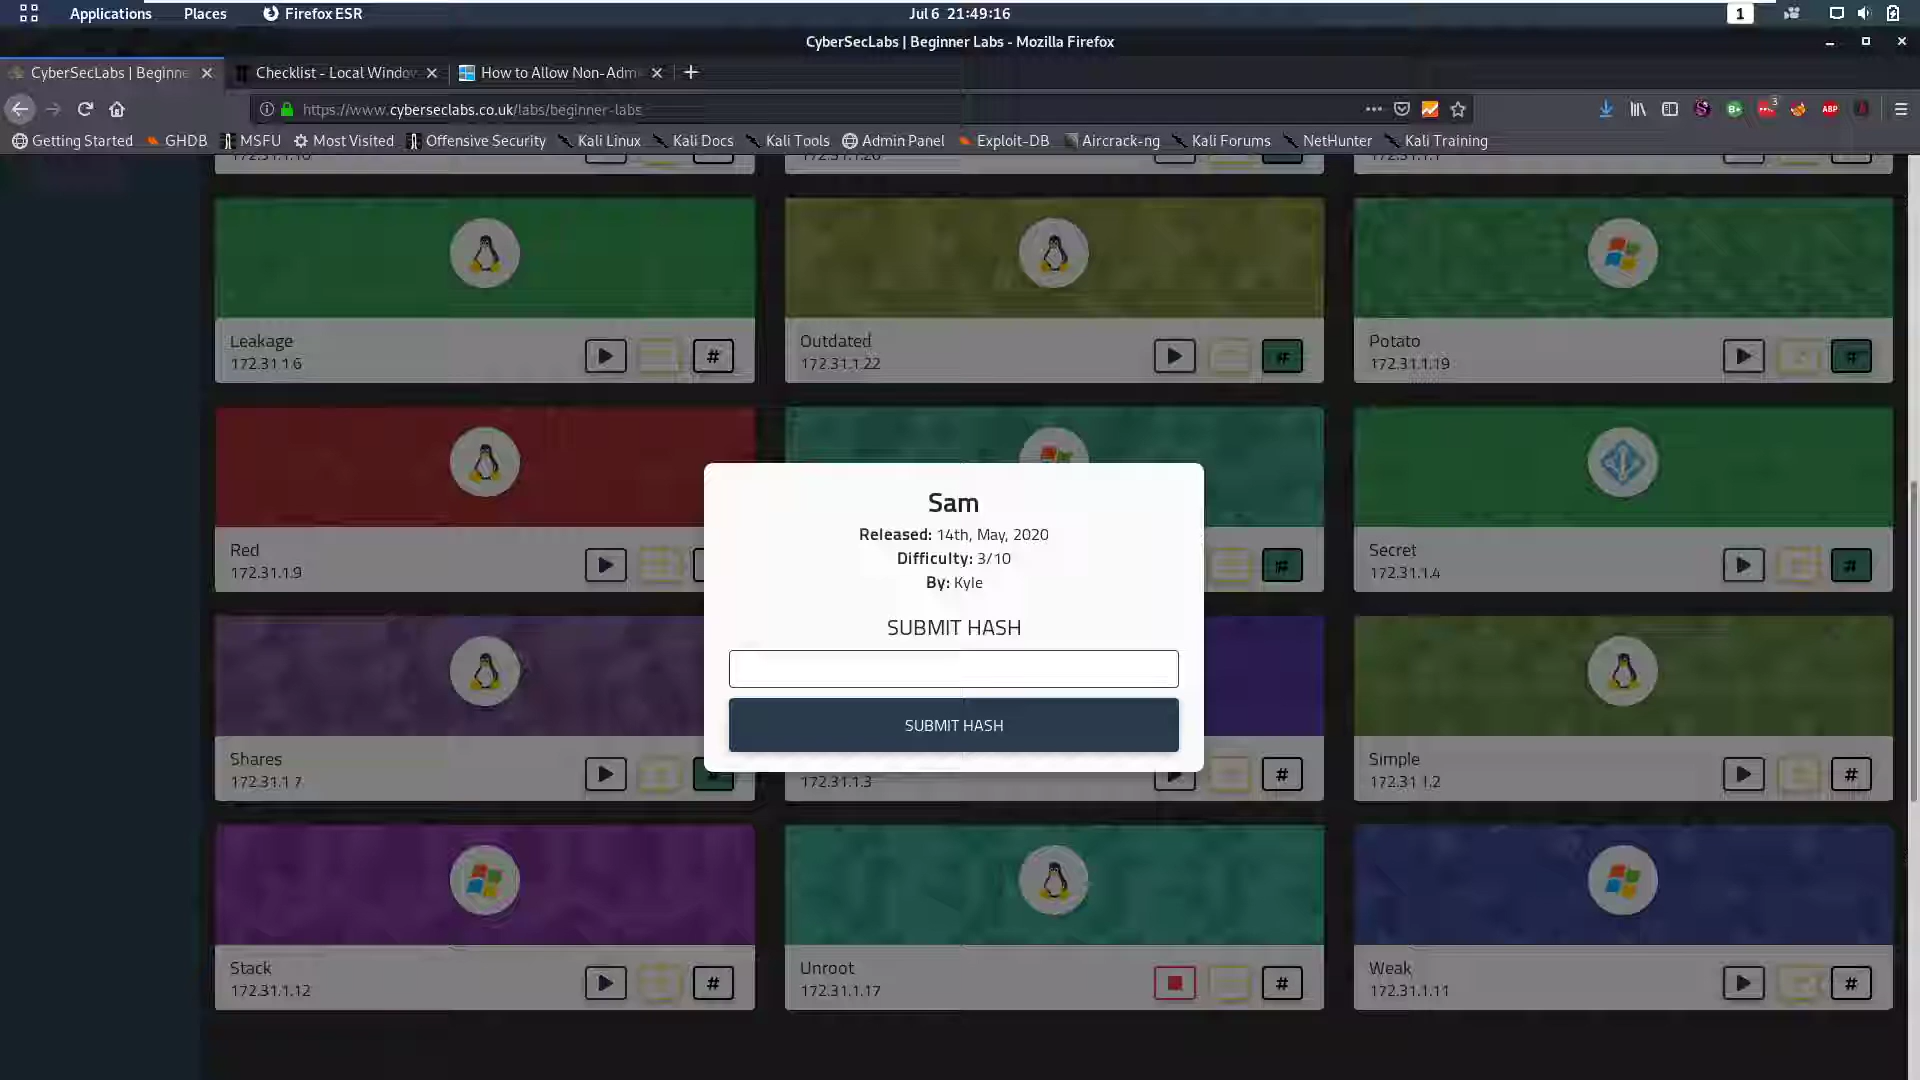 Applications Places Firefox ESR Jul 6 21:49:16 1
CyberSecLabs | Beginner Labs - Mozilla Firefox
CyberSecLabs | Beginne Checklist - Local Windov How to Allow Non-Adm
https://www.cyberseclabs.co.uk/labs/beginner-labs 3 ABP
Getting Started GHDB MSFU Most Visited Offensive Security Kali Linux Kali Docs Kali Tools Admin Panel Exploit-DB Aircrack-ng Kali Forums NetHunter Kali Training
Leakage
172.31.1.6
#
Outdated
172.31.1.22
#
Potato
172.31.1.19
#
Red
172.31.1.9
#
Secret
172.31.1.4
#
Sam
Released: 14th, May, 2020
Difficulty: 3/10
By: Kyle
SUBMIT HASH
SUBMIT HASH
Shares
172.31.1.7
172.31.1.3
#
Simple
172.31.1.2
#
Stack
172.31.1.12
#
Unroot
172.31.1.17
#
Weak
172.31.1.11
#